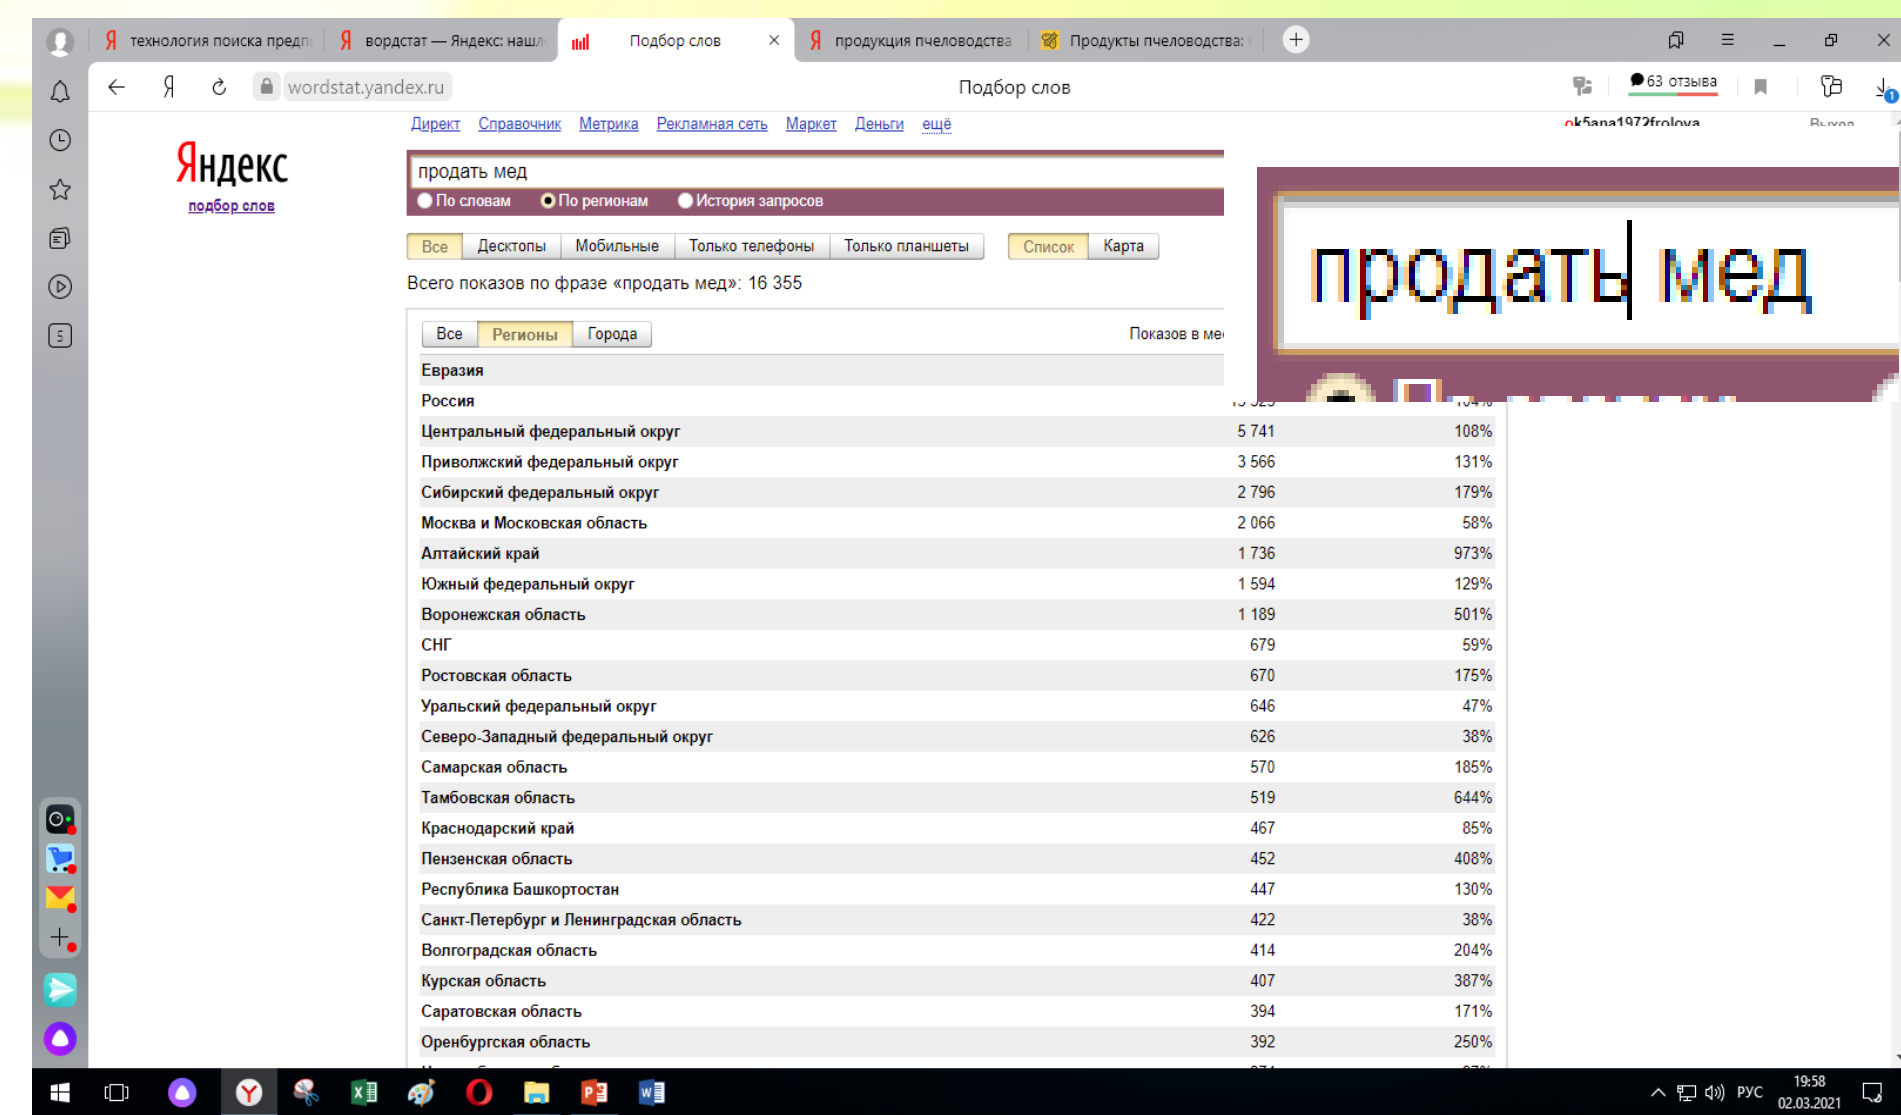 технология поиска предпр
вордстат — Яндекс: нашло
Подбор слов
продукция пчеловодства
Продукты пчеловодства:
wordstat.yandex.ru
Подбор слов
63 отзыва
1
Директ Справочник Метрика Рекламная сеть Маркет Деньги ещё
ok5ana1972frolova
Выход
Яндекс
подбор слов
продать мед
По словам По регионам История запросов
продать мед
Все Десктопы Мобильные Только телефоны Только планшеты Список Карта
Всего показов по фразе «продать мед»: 16 355
5
Все Регионы Города Показов в мес
Евразия
Россия
Центральный федеральный округ 5 741 108%
Приволжский федеральный округ 3 566 131%
Сибирский федеральный округ 2 796 179%
Москва и Московская область 2 066 58%
Алтайский край 1 736 973%
Южный федеральный округ 1 594 129%
Воронежская область 1 189 501%
СНГ 679 59%
Ростовская область 670 175%
Уральский федеральный округ 646 47%
Северо-Западный федеральный округ 626 38%
Самарская область 570 185%
Тамбовская область 519 644%
Краснодарский край 467 85%
Пензенская область 452 408%
Республика Башкортостан 447 130%
Санкт-Петербург и Ленинградская область 422 38%
Волгоградская область 414 204%
Курская область 407 387%
Саратовская область 394 171%
Оренбургская область 392 250%
РУС
19:58
02.03.2021